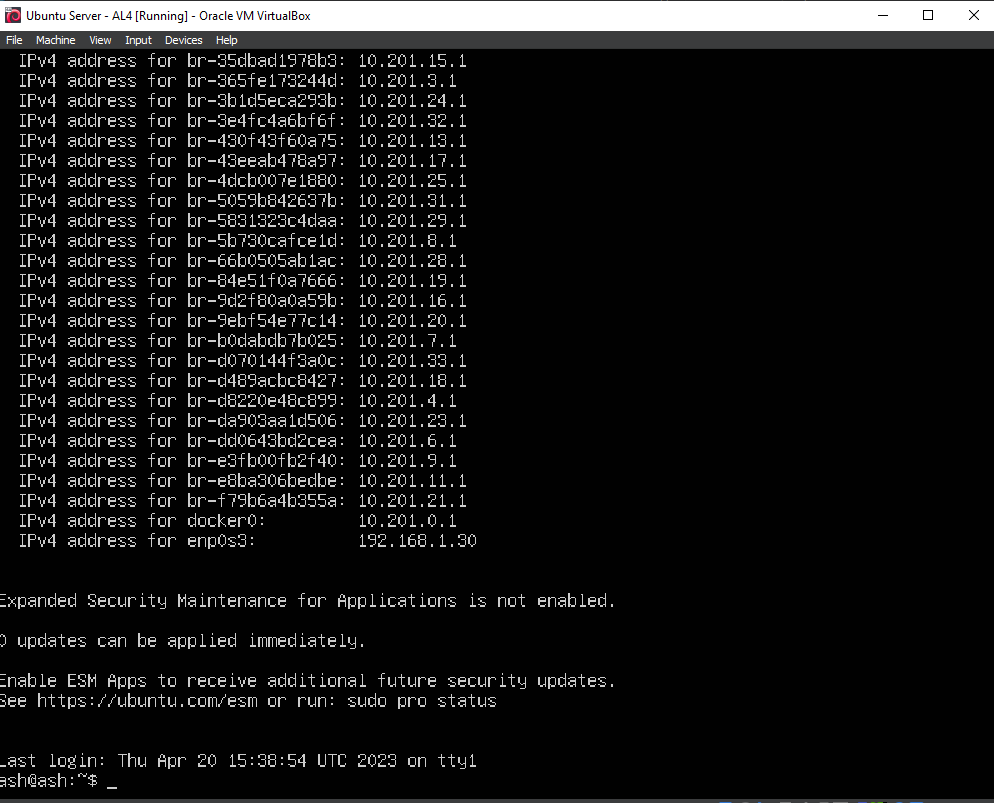 Ubuntu Server - AL4 [Running] - Oracle VM VirtualBox
File Machine View Input Devices Help
IPv4 address for br-35dbad1978b3: 10.201.15.1
IPv4 address for br-365fe173244d: 10.201.3.1
IPv4 address for br-3b1d5eca293b: 10.201.24.1
IPv4 address for br-3e4fc4a6bf6f: 10.201.32.1
IPv4 address for br-430f43f60a75: 10.201.13.1
IPv4 address for br-43eeab478a97: 10.201.17.1
IPv4 address for br-4dcb007e1880: 10.201.25.1
IPv4 address for br-5059b842637b: 10.201.31.1
IPv4 address for br-5831323c4daa: 10.201.29.1
IPv4 address for br-5b730cafce1d: 10.201.8.1
IPv4 address for br-66b0505ab1ac: 10.201.28.1
IPv4 address for br-84e51f0a7666: 10.201.19.1
IPv4 address for br-9d2f80a0a59b: 10.201.16.1
IPv4 address for br-9ebf54e77c14: 10.201.20.1
IPv4 address for br-b0dabdb7b025: 10.201.7.1
IPv4 address for br-d070144f3a0c: 10.201.33.1
IPv4 address for br-d489acbc8427: 10.201.18.1
IPv4 address for br-d8220e48c899: 10.201.4.1
IPv4 address for br-da903aa1d506: 10.201.23.1
IPv4 address for br-dd0643bd2cea: 10.201.6.1
IPv4 address for br-e3fb00fb2f40: 10.201.9.1
IPv4 address for br-e8ba306bedbe: 10.201.11.1
IPv4 address for br-f79b6a4b355a: 10.201.21.1
IPv4 address for docker0: 10.201.0.1
IPv4 address for enp0s3: 192.168.1.30
Expanded Security Maintenance for Applications is not enabled.
0 updates can be applied immediately.
Enable ESM Apps to receive additional future security updates.
See https://ubuntu.com/esm or run: sudo pro status
Last login: Thu Apr 20 15:38:54 UTC 2023 on tty1
ash@ash:~$ _